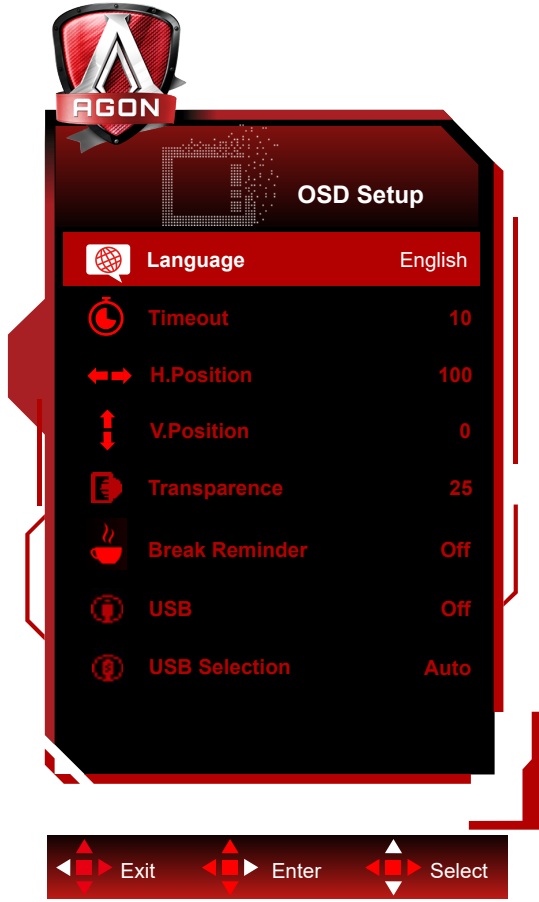 AGON
OSD Setup
Language English
Timeout 10
H.Position 100
V.Position 0
Transparence 25
Break Reminder Off
USB Off
USB Selection Auto
Exit Enter Select